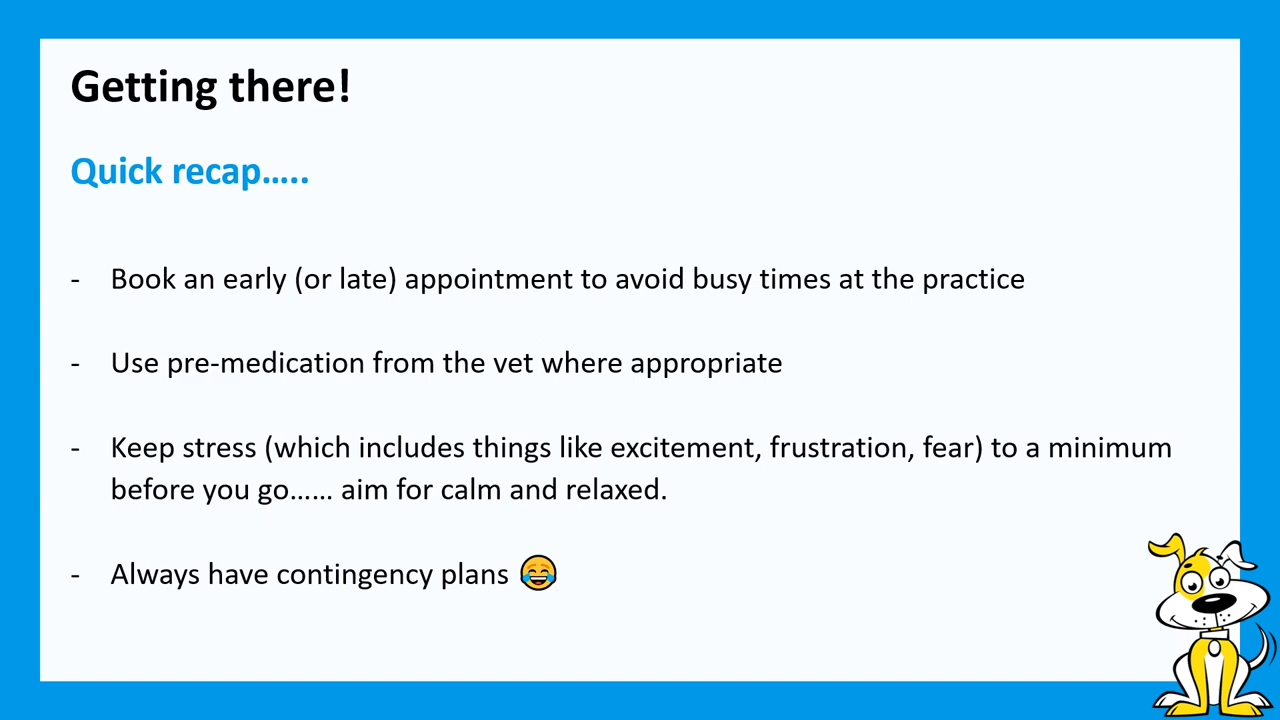 Getting there!
Quick recap…..
- Book an early (or late) appointment to avoid busy times at the practice
- Use pre-medication from the vet where appropriate
- Keep stress (which includes things like excitement, frustration, fear) to a minimum
before you go…… aim for calm and relaxed.
- Always have contingency plans 😂